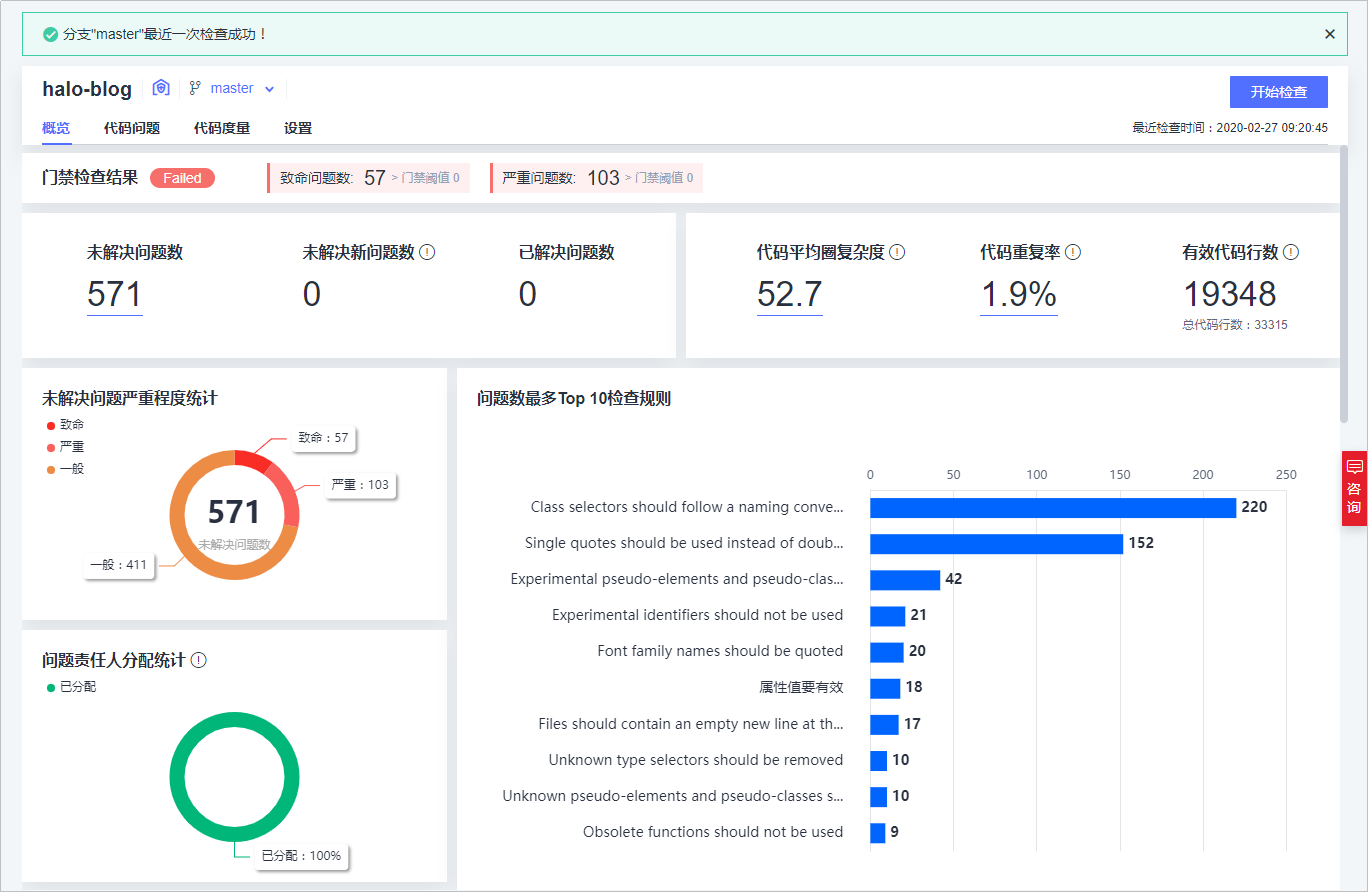 分支"master"最近一次检查成功！
halo-blog master
开始检查
概览 代码问题 代码度量 设置
最近检查时间：2020-02-27 09:20:45
门禁检查结果 Failed 致命问题数: 57 > 门禁阈值 0 严重问题数: 103 > 门禁阈值 0
未解决问题数 未解决新问题数 已解决问题数
571 0 0
代码平均圈复杂度 代码重复率 有效代码行数
52.7 1.9% 19348
总代码行数：33315
未解决问题严重程度统计
致命
严重
一般
致命：57
严重：103
571
未解决问题数
一般：411
问题责任人分配统计
已分配
已分配：100%
问题数最多Top 10检查规则
0 50 100 150 200 250
Class selectors should follow a naming conve... 220
Single quotes should be used instead of doub... 152
Experimental pseudo-elements and pseudo-clas... 42
Experimental identifiers should not be used 21
Font family names should be quoted 20
属性值要有效 18
Files should contain an empty new line at th... 17
Unknown type selectors should be removed 10
Unknown pseudo-elements and pseudo-classes s... 10
Obsolete functions should not be used 9
咨
询